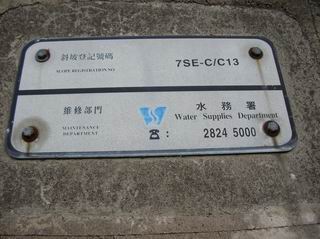 斜坡登記號碼
SLOPE REGISTRATION NO
7SE-C/C13
維修部門
MAINTENANCE
DEPARTMENT
水務署
Water Supplies Department
☎: 2824 5000